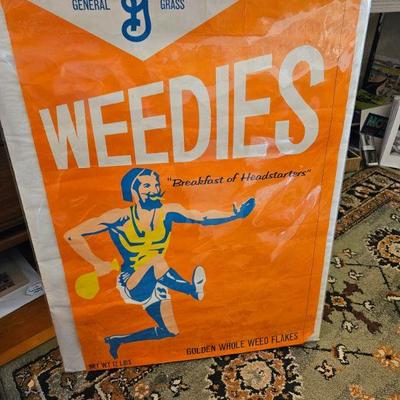 GENERAL GRASS
WEEDIES
"Breakfast of Headstarters"
NET WT 12 LBS
GOLDEN WHOLE WEED FLAKES